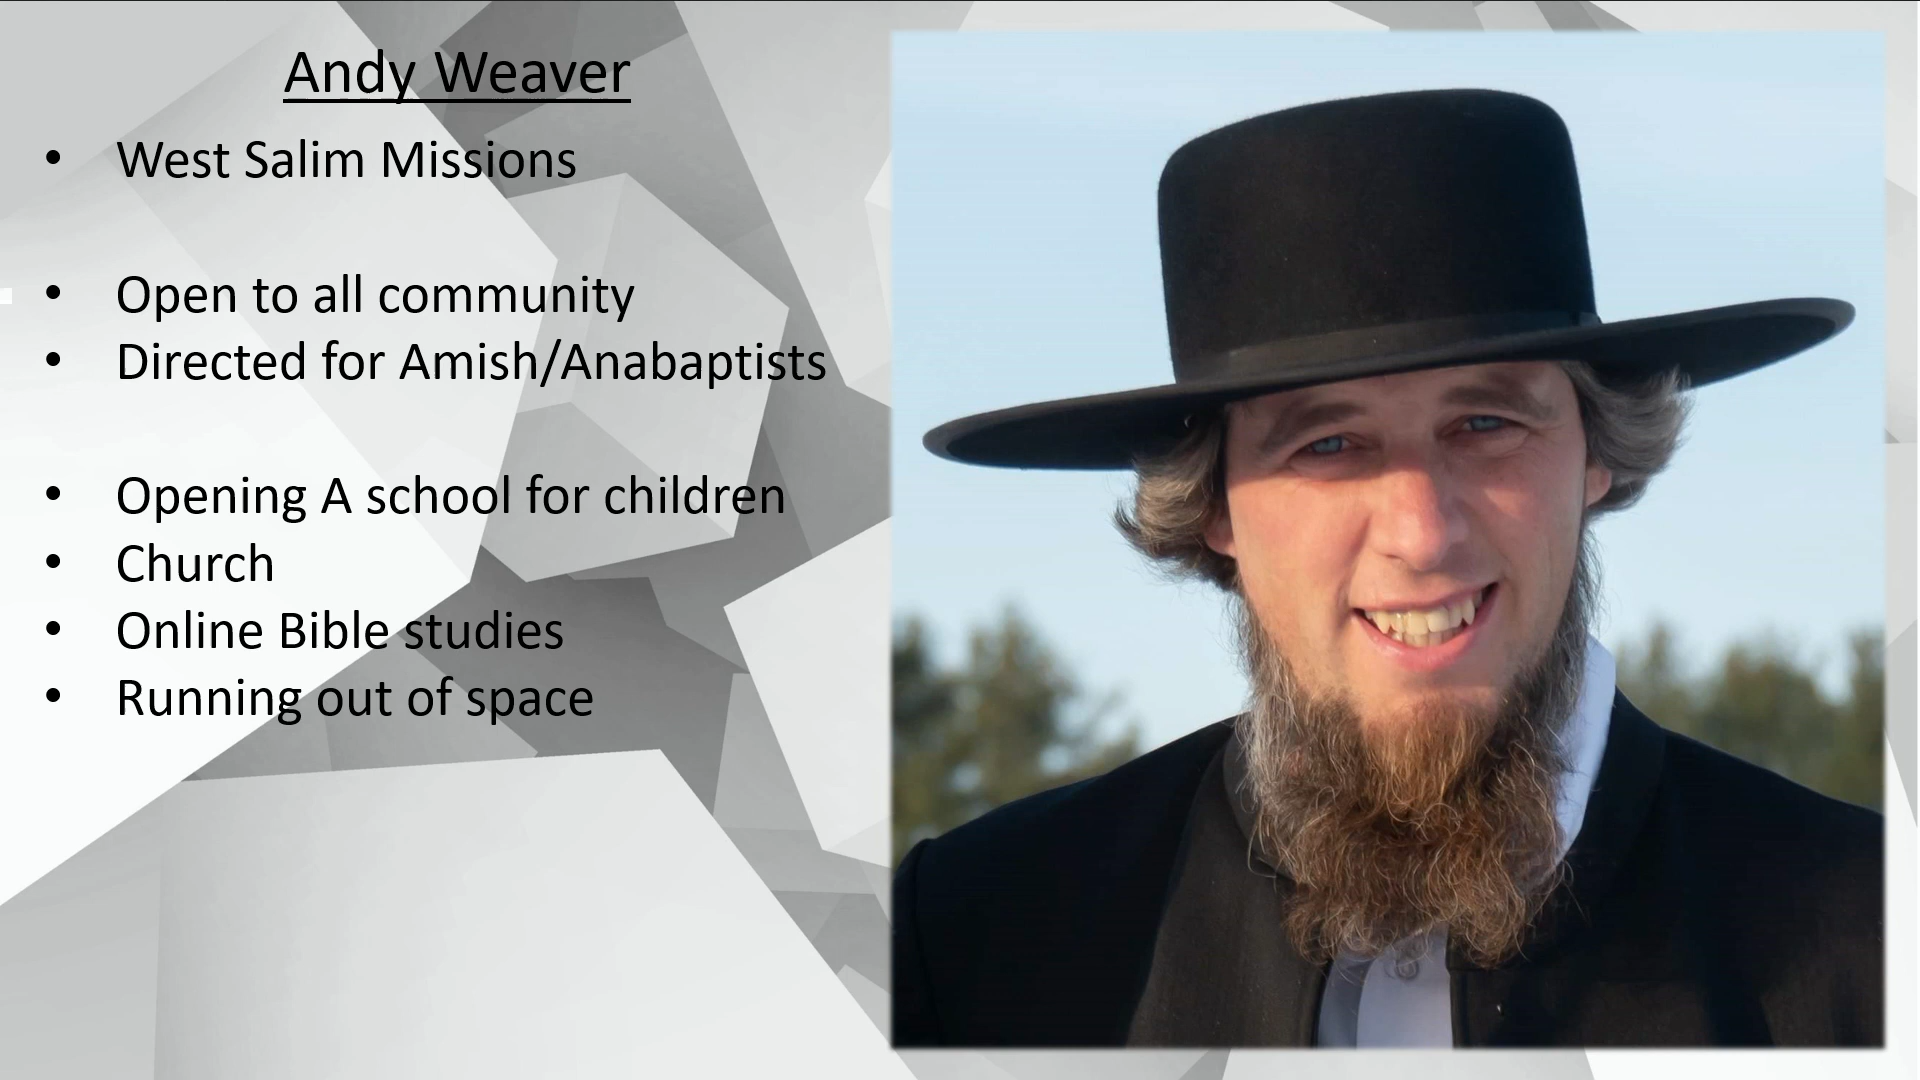 Andy Weaver
• West Salim Missions
• Open to all community
• Directed for Amish/Anabaptists
• Opening A school for children
• Church
• Online Bible studies
• Running out of space